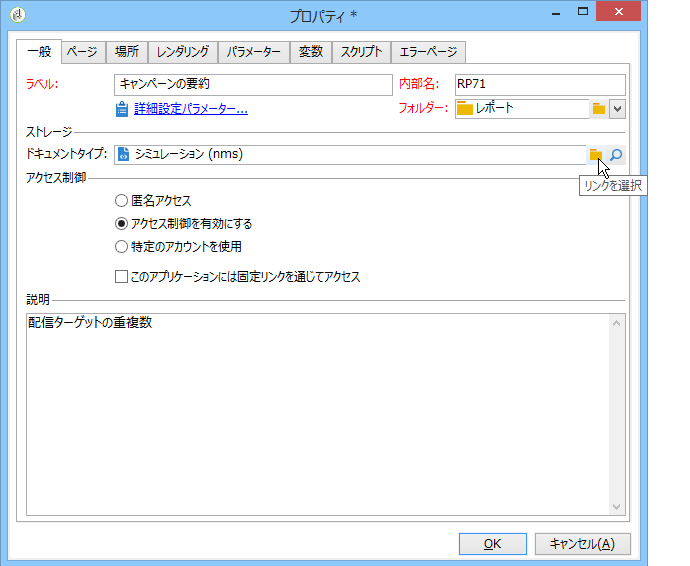 プロパティ *
一般 ページ 場所 レンダリング パラメーター 変数 スクリプト エラーページ
ラベル: キャンペーンの要約 内部名: RP71
詳細設定パラメーター... フォルダー: レポート
ストレージ
ドキュメントタイプ: シミュレーション (nms)
リンクを選択
アクセス制御
匿名アクセス
アクセス制御を有効にする
特定のアカウントを使用
このアプリケーションには固定リンクを通じてアクセス
説明
配信ターゲットの重複数
OK キャンセル(A)